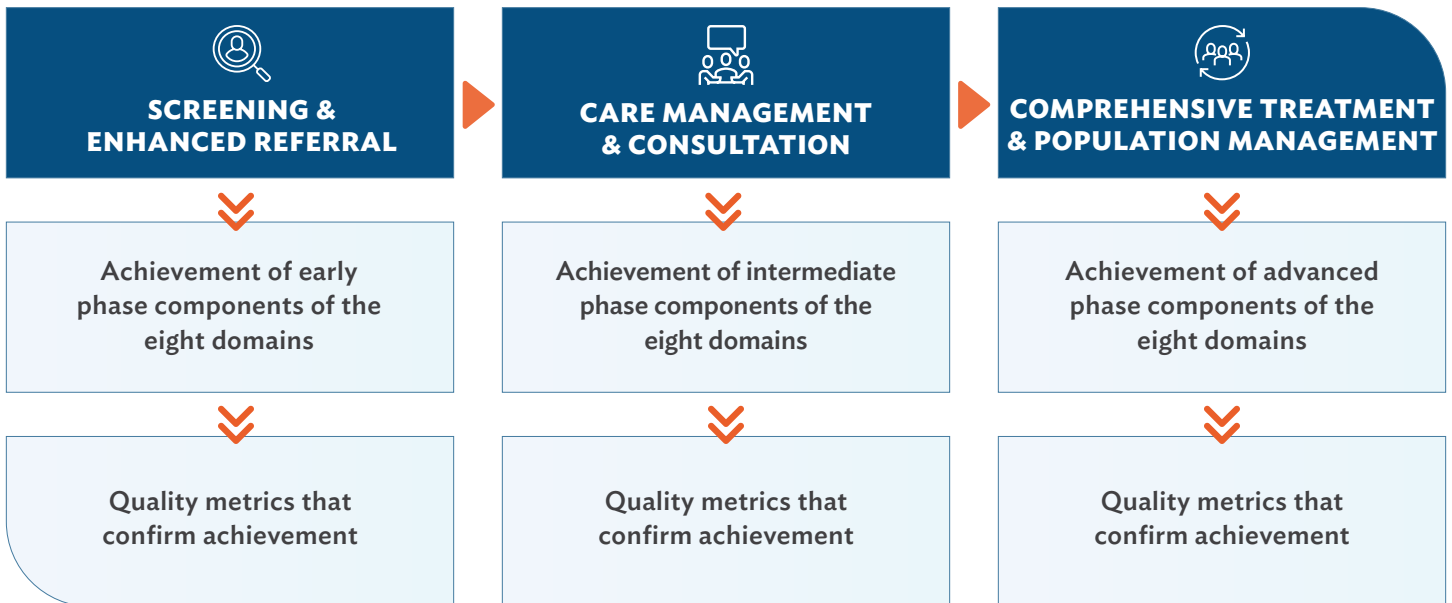 SCREENING &
ENHANCED REFERRAL
CARE MANAGEMENT
& CONSULTATION
COMPREHENSIVE TREATMENT
& POPULATION MANAGEMENT
Achievement of early
phase components of the
eight domains
Achievement of intermediate
phase components of the
eight domains
Achievement of advanced
phase components of the
eight domains
Quality metrics that
confirm achievement
Quality metrics that
confirm achievement
Quality metrics that
confirm achievement